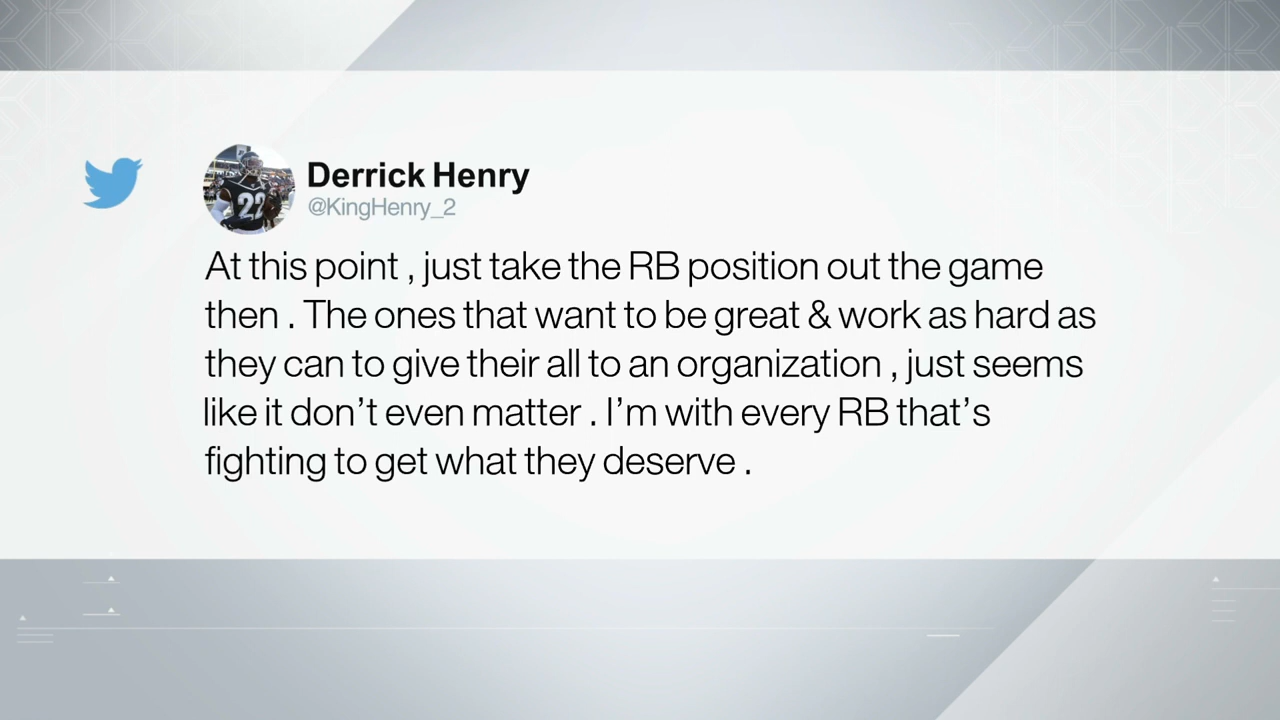 Derrick Henry
@KingHenry_2
At this point , just take the RB position out the game
then . The ones that want to be great & work as hard as
they can to give their all to an organization , just seems
like it don’t even matter . I’m with every RB that’s
fighting to get what they deserve .
22